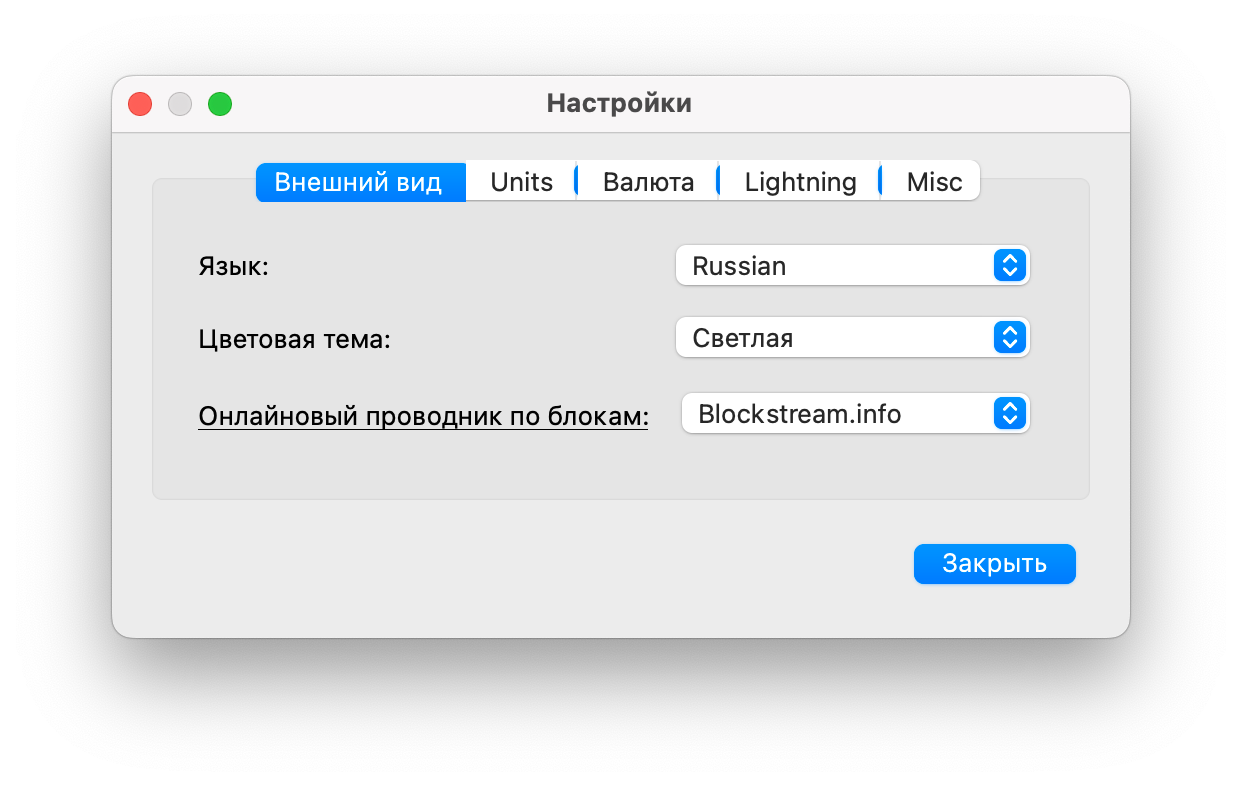 Настройки
Внешний вид Units Валюта Lightning Misc
Язык: Russian
Цветовая тема: Светлая
Онлайновый проводник по блокам: Blockstream.info
Закрыть